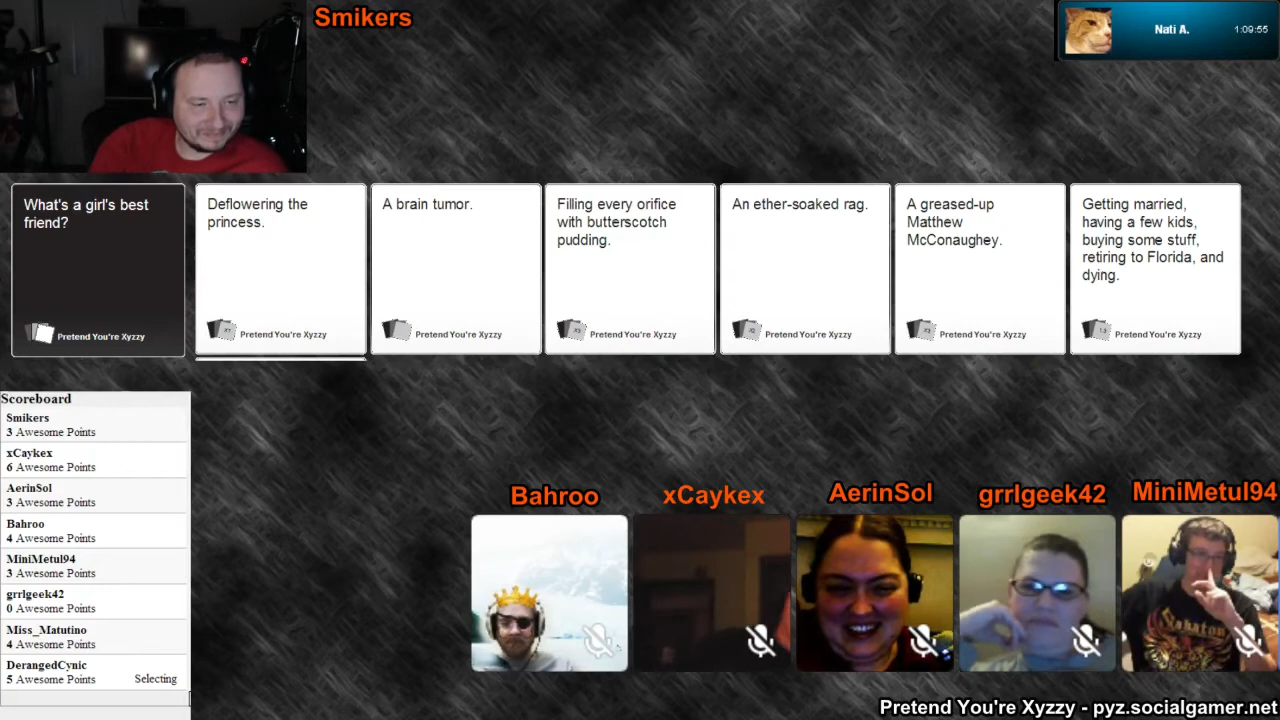 Smikers
Nati A.
1:09:55
What's a girl's best
friend?
Pretend You're Xyzzy
Deflowering the
princess.
Pretend You're Xyzzy
A brain tumor.
Pretend You're Xyzzy
Filling every orifice
with butterscotch
pudding.
Pretend You're Xyzzy
An ether-soaked rag.
Pretend You're Xyzzy
A greased-up
Matthew
McConaughey.
Pretend You're Xyzzy
Getting married,
having a few kids,
buying some stuff,
retiring to Florida, and
dying.
Pretend You're Xyzzy
Scoreboard
Smikers
3 Awesome Points
xCaykex
6 Awesome Points
AerinSol
3 Awesome Points
Bahroo
4 Awesome Points
MiniMetul94
3 Awesome Points
grrlgeek42
0 Awesome Points
Miss_Matutino
4 Awesome Points
DerangedCynic
5 Awesome Points
Selecting
Bahroo
xCaykex
AerinSol
grrlgeek42
MiniMetul94
Sabaton
Pretend You're Xyzzy - pyz.socialgamer.net